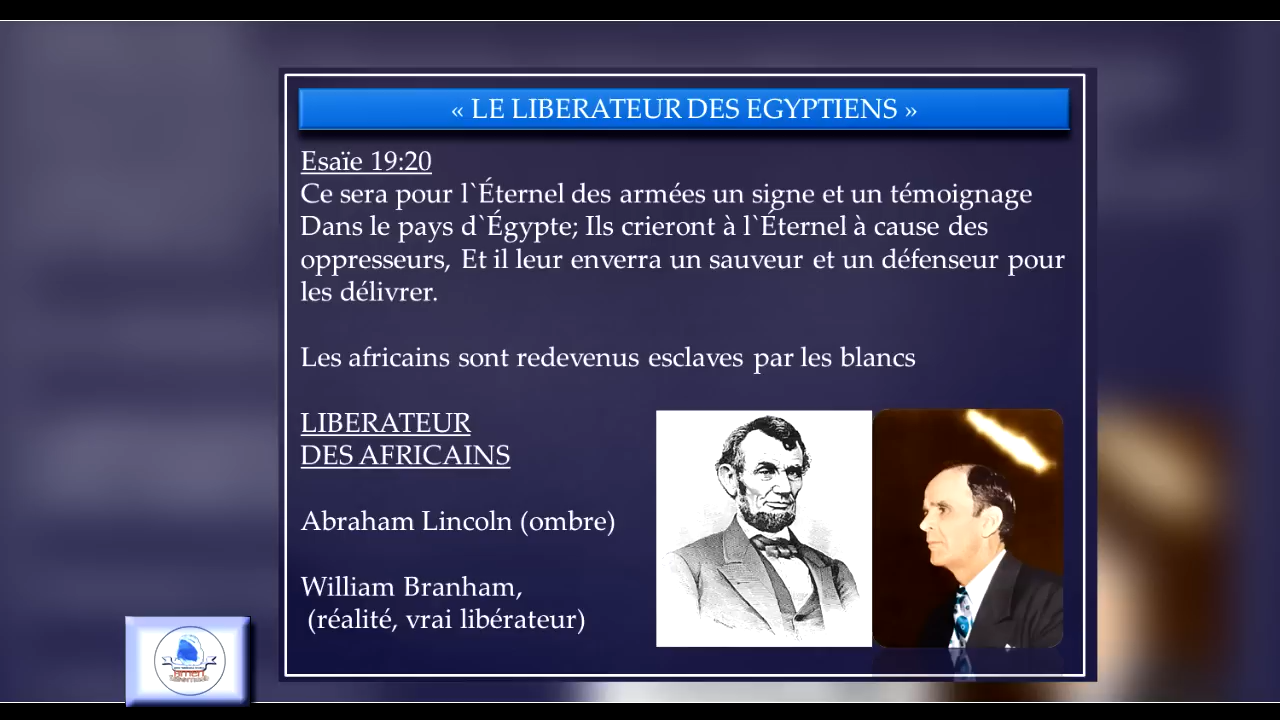 « LE LIBERATEUR DES EGYPTIENS »
Esaïe 19:20
Ce sera pour l`Éternel des armées un signe et un témoignage
Dans le pays d`Égypte; Ils crieront à l`Éternel à cause des
oppresseurs, Et il leur enverra un sauveur et un défenseur pour
les délivrer.
Les africains sont redevenus esclaves par les blancs
LIBERATEUR
DES AFRICAINS
Abraham Lincoln (ombre)
William Branham,
(réalité, vrai libérateur)